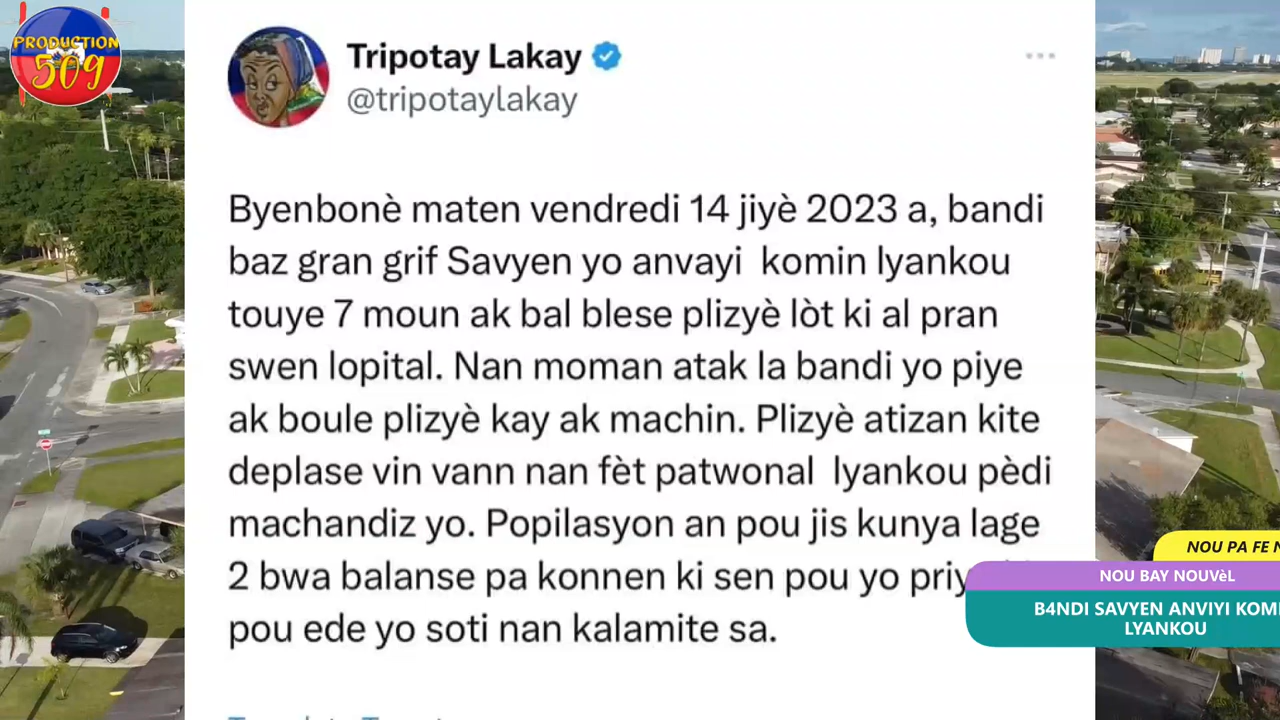 PRODUCTION
509
Tripotay Lakay
@tripotaylakay
Byenbonè maten vendredi 14 jiyè 2023 a, bandi
baz gran grif Savyen yo anvayi komin lyankou
touye 7 moun ak bal blese plizyè lòt ki al pran
swen lopital. Nan moman atak la bandi yo piye
ak boule plizyè kay ak machin. Plizyè atizan kite
deplase vin vann nan fèt patwonal lyankou pèdi
machandiz yo. Popilasyon an pou jis kunya lage
2 bwa balanse pa konnen ki sen pou yo
pou ede yo soti nan kalamite sa.
NOU PA FE
NOU BAY NOUVèL
B4NDI SAVYEN ANVIYI
LYANKOU